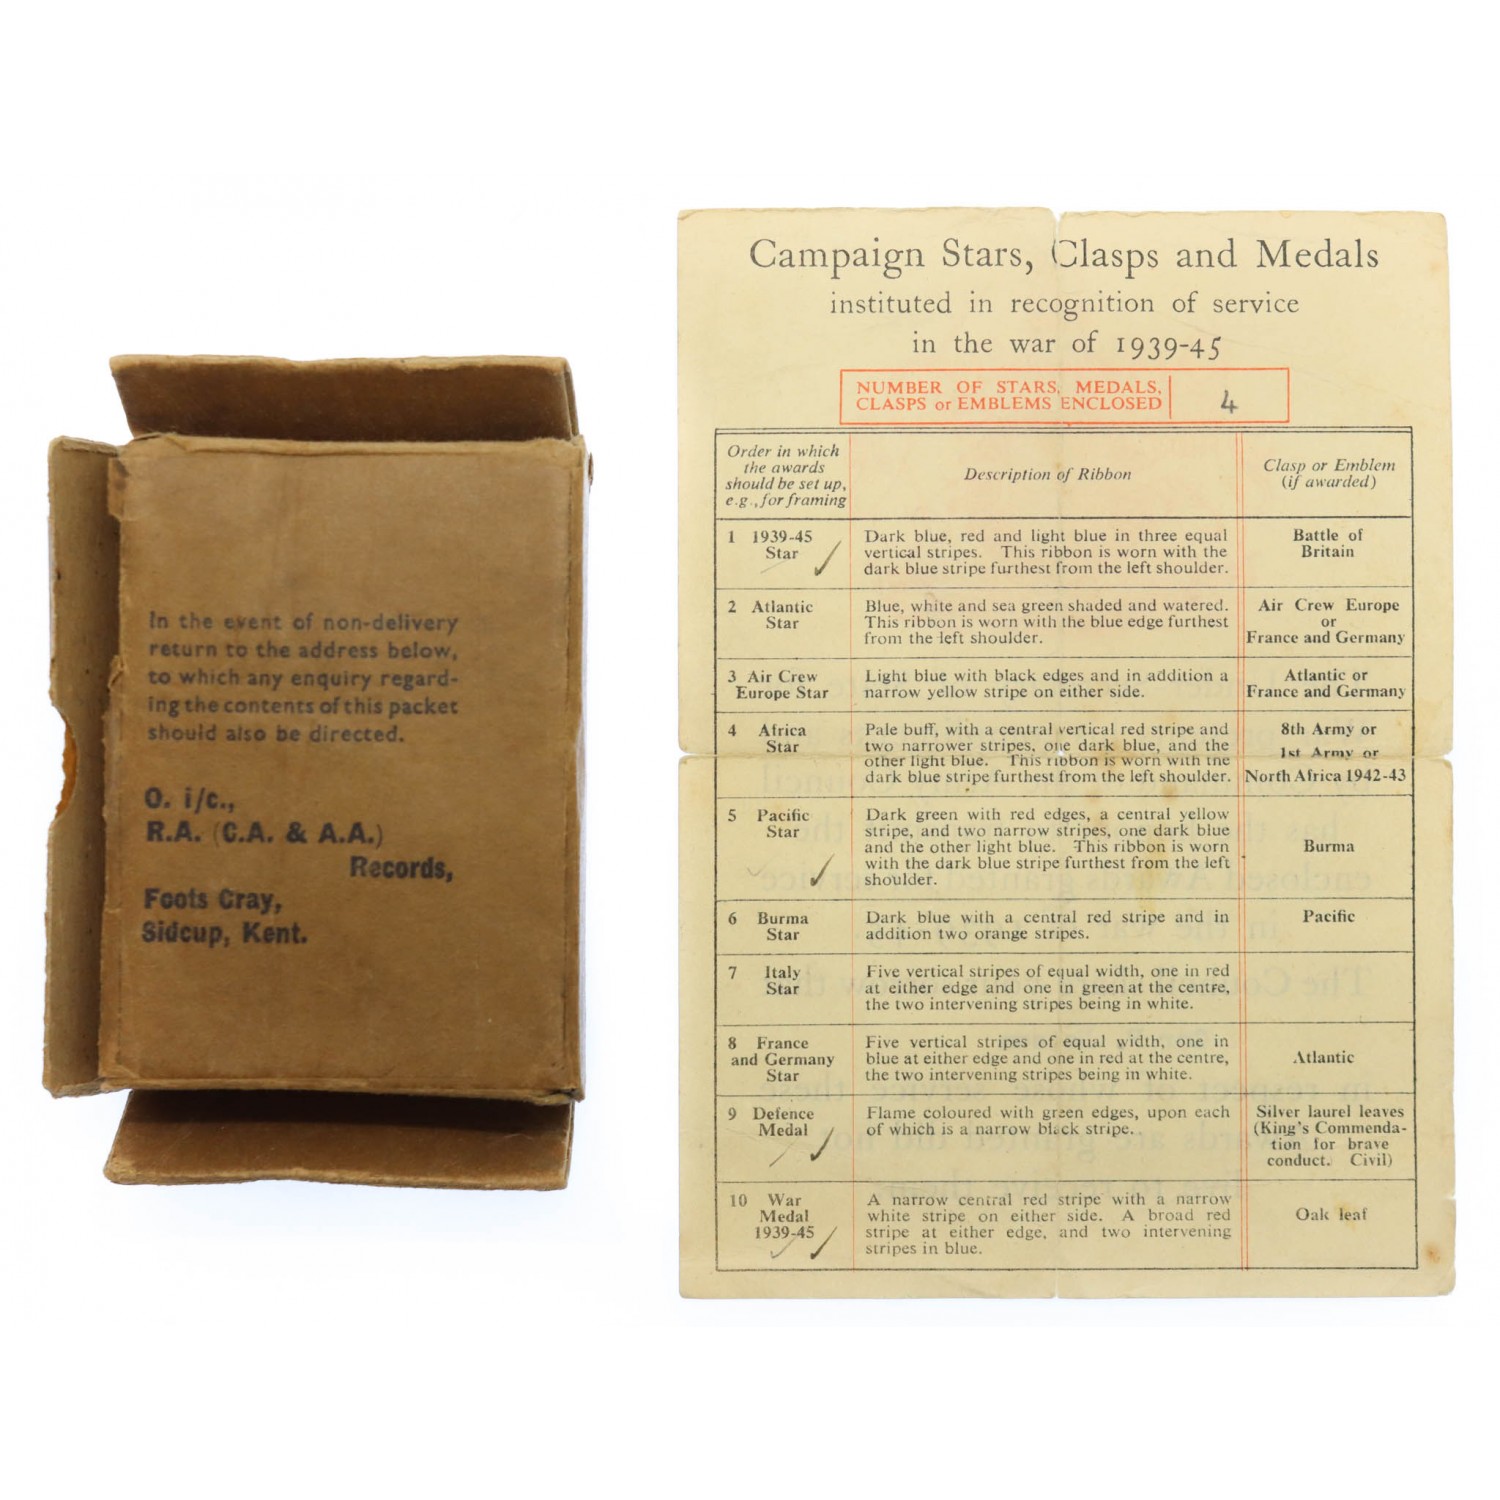 In the event of non-delivery
return to the address below,
to which any enquiry regard-
ing the contents of this packet
should also be directed.
O. i/c.,
R.A. (C.A. & A.A.)
Records,
Foots Cray,
Sidcup, Kent.
Campaign Stars, Clasps and Medals
instituted in recognition of service
in the war of 1939-45
NUMBER OF STARS, MEDALS,
CLASPS or EMBLEMS ENCLOSED
4
Order in which
the awards
should be set up,
e.g., for framing
Description of Ribbon
Clasp or Emblem
(if awarded)
1 1939-45
Star ✓
Dark blue, red and light blue in three equal
vertical stripes. This ribbon is worn with the
dark blue stripe furthest from the left shoulder.
Battle of
Britain
2 Atlantic
Star
Blue, white and sea green shaded and watered.
This ribbon is worn with the blue edge furthest
from the left shoulder.
Air Crew Europe
or
France and Germany
3 Air Crew
Europe Star
Light blue with black edges and in addition a
narrow yellow stripe on either side.
Atlantic or
France and Germany
4 Africa
Star
Pale buff, with a central vertical red stripe and
two narrower stripes, one dark blue, and the
other light blue. This ribbon is worn with the
dark blue stripe furthest from the left shoulder.
8th Army or
1st Army or
North Africa 1942-43
5 Pacific
Star
✓
Dark green with red edges, a central yellow
stripe, and two narrow stripes, one dark blue
and the other light blue. This ribbon is worn
with the dark blue stripe furthest from the left
shoulder.
Burma
6 Burma
Star
Dark blue with a central red stripe and in
addition two orange stripes.
Pacific
7 Italy
Star
Five vertical stripes of equal width, one in red
at either edge and one in green at the centre,
the two intervening stripes being in white.
8 France
and Germany
Star
Five vertical stripes of equal width, one in
blue at either edge and one in red at the centre,
the two intervening stripes being in white.
Atlantic
9 Defence
Medal ✓
Flame coloured with green edges, upon each
of which is a narrow black stripe.
Silver laurel leaves
(King's Commenda-
tion for brave
conduct. Civil)
10 War
Medal
1939-45 ✓ ✓
A narrow central red stripe with a narrow
white stripe on either side. A broad red
stripe at either edge, and two intervening
stripes in blue.
Oak leaf